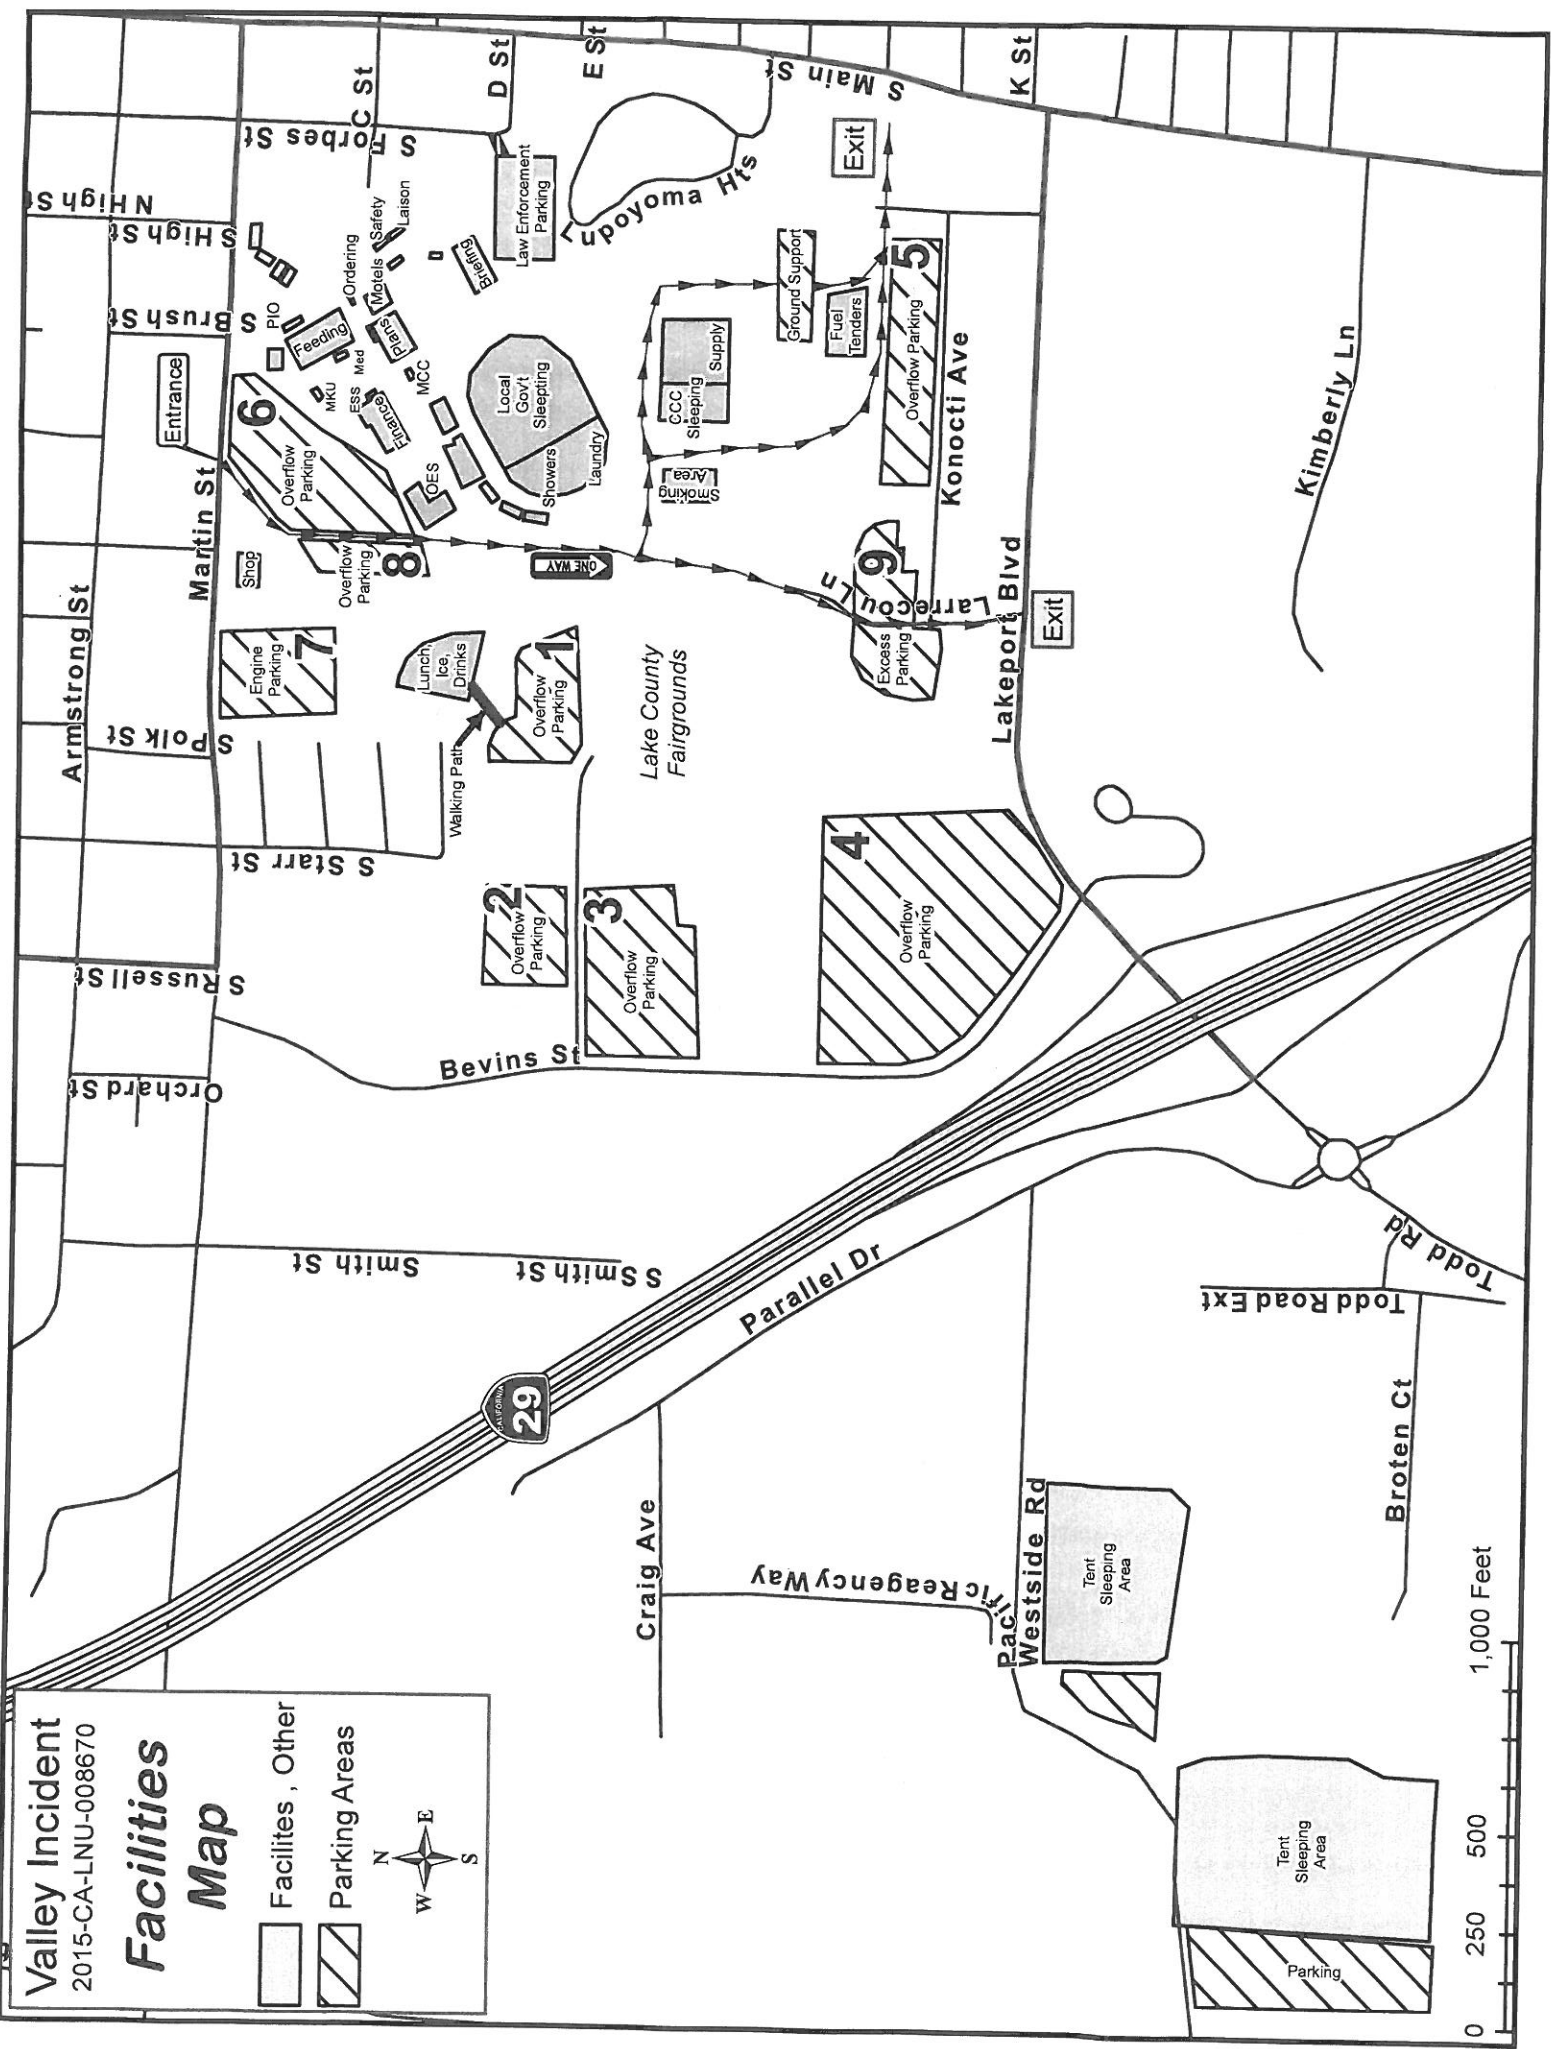 Valley Incident
2015-CA-LNU-008670
Facilities
Map
Facilites , Other
Parking Areas
N
W
E
S
CALIFORNIA
29
Armstrong St
Martin St
Orchard St
S Russell St
S Starr St
S Polk St
S Brush St
S High St
N High St
S Forbes St
C St
D St
E St
S Main St
K St
Smith St
S Smith St
Bevins St
Parallel Dr
Craig Ave
Pacific Reagency Way
Westside Rd
Todd Road Ext
Todd Rd
Broten Ct
Lakeport Blvd
Larrecou Ln
Konocti Ave
Kimberly Ln
Lupoyoma Hts
Lake County
Fairgrounds
Entrance
Exit
Exit
ONE WAY
Shop
Engine
Parking
7
Overflow
Parking
8
Overflow
Parking
6
Lunch,
Ice,
Drinks
Walking Path
Overflow
Parking
1
Overflow
Parking
2
Overflow
Parking
3
Overflow
Parking
4
Overflow Parking
5
Excess
Parking
9
PIO
Feeding
Med
MKU
ESS
Finance
OES
MCC
Plans
Motels
Ordering
Safety
Laison
Briefing
Law Enforcement
Parking
Local
Gov't
Sleepting
Showers
Laundry
Smoking
Area
CCC
Sleeping
Supply
Ground Support
Fuel
Tenders
Tent
Sleeping
Area
Tent
Sleeping
Area
Parking
0 250 500 1,000 Feet